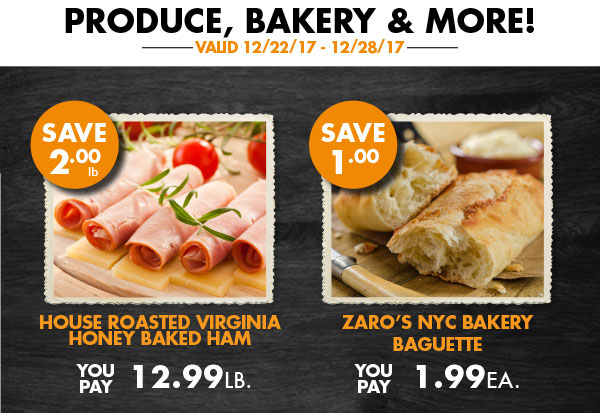 PRODUCE, BAKERY & MORE!
VALID 12/22/17 - 12/28/17
SAVE
2.00
lb
HOUSE ROASTED VIRGINIA
HONEY BAKED HAM
YOU
PAY
12.99LB.
SAVE
1.00
ZARO'S NYC BAKERY
BAGUETTE
YOU
PAY
1.99EA.